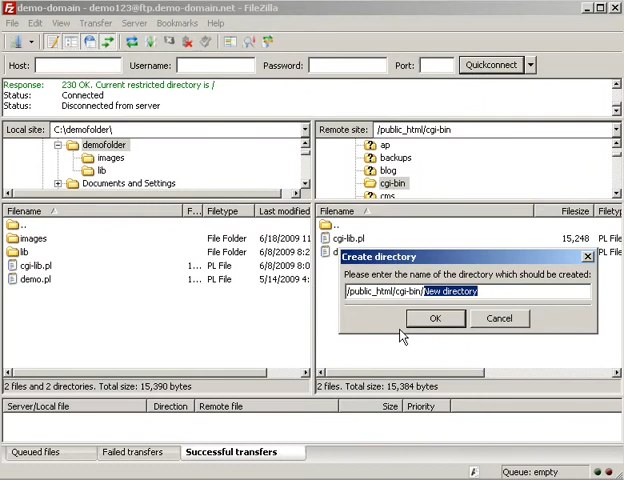 demo-domain - demo123@ftp.demo-domain.net - FileZilla
File Edit View Transfer Server Bookmarks Help
Host: Username: Password: Port: Quickconnect
Response: 230 OK. Current restricted directory is /
Status: Connected
Status: Disconnected from server
Local site: C:\demofolder\
demofolder
images
lib
Documents and Settings
Remote site: /public_html/cgi-bin
ap
backups
blog
cgi-bin
cms
Filename F... Filetype Last modified
..
images File Folder 6/18/2009 11
lib File Folder 6/8/2009 8:2
cgi-lib.pl 1... PL File 6/8/2009 8:0
demo.pl 1... PL File 5/14/2009 4:
2 files and 2 directories. Total size: 15,390 bytes
Filename Filesize Filety
..
cgi-lib.pl 15,248 PL File
d
Create directory
Please enter the name of the directory which should be created:
/public_html/cgi-bin/New directory
OK Cancel
2 files. Total size: 15,384 bytes
Server/Local file Direction Remote file Size Priority
Queued files Failed transfers Successful transfers
Queue: empty